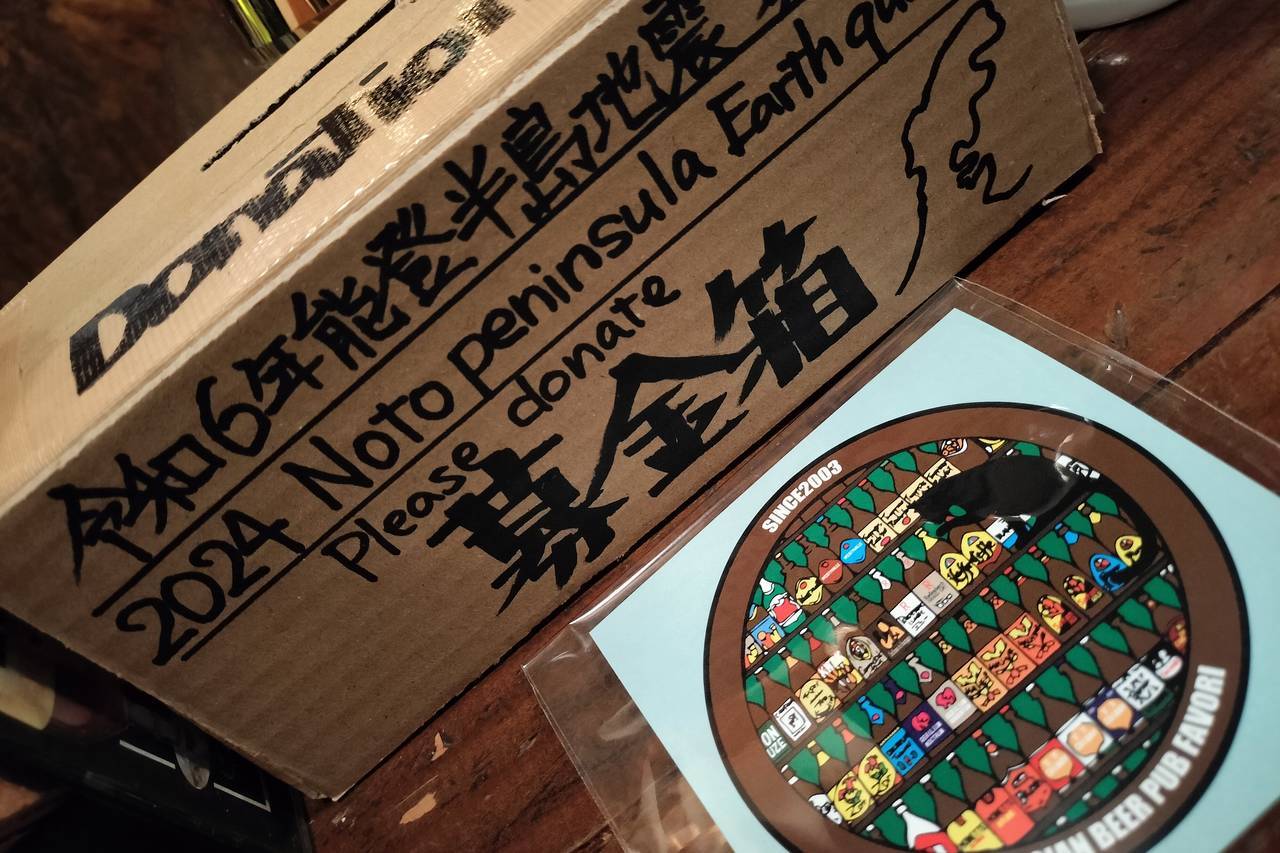 Donation
令和6年能登半島地震
2024 Noto peninsula Earthqu
Please donate
募金箱
SINCE2003
IAN BEER PUB FAVORI